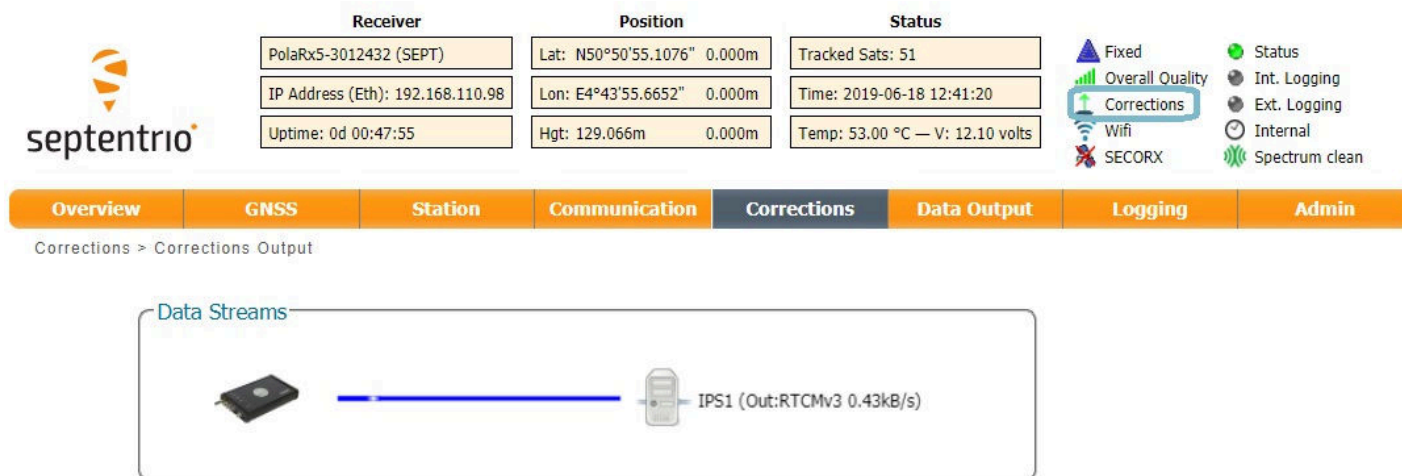 Receiver
Position
Status
PolaRx5-3012432 (SEPT)
Lat: N50°50'55.1076" 0.000m
Tracked Sats: 51
IP Address (Eth): 192.168.110.98
Lon: E4°43'55.6652" 0.000m
Time: 2019-06-18 12:41:20
Uptime: 0d 00:47:55
Hgt: 129.066m 0.000m
Temp: 53.00 °C — V: 12.10 volts
Fixed
Overall Quality
Corrections
Wifi
SECORX
Status
Int. Logging
Ext. Logging
Internal
Spectrum clean
septentrio
Overview GNSS Station Communication Corrections Data Output Logging Admin
Corrections > Corrections Output
Data Streams
IPS1 (Out:RTCMv3 0.43kB/s)